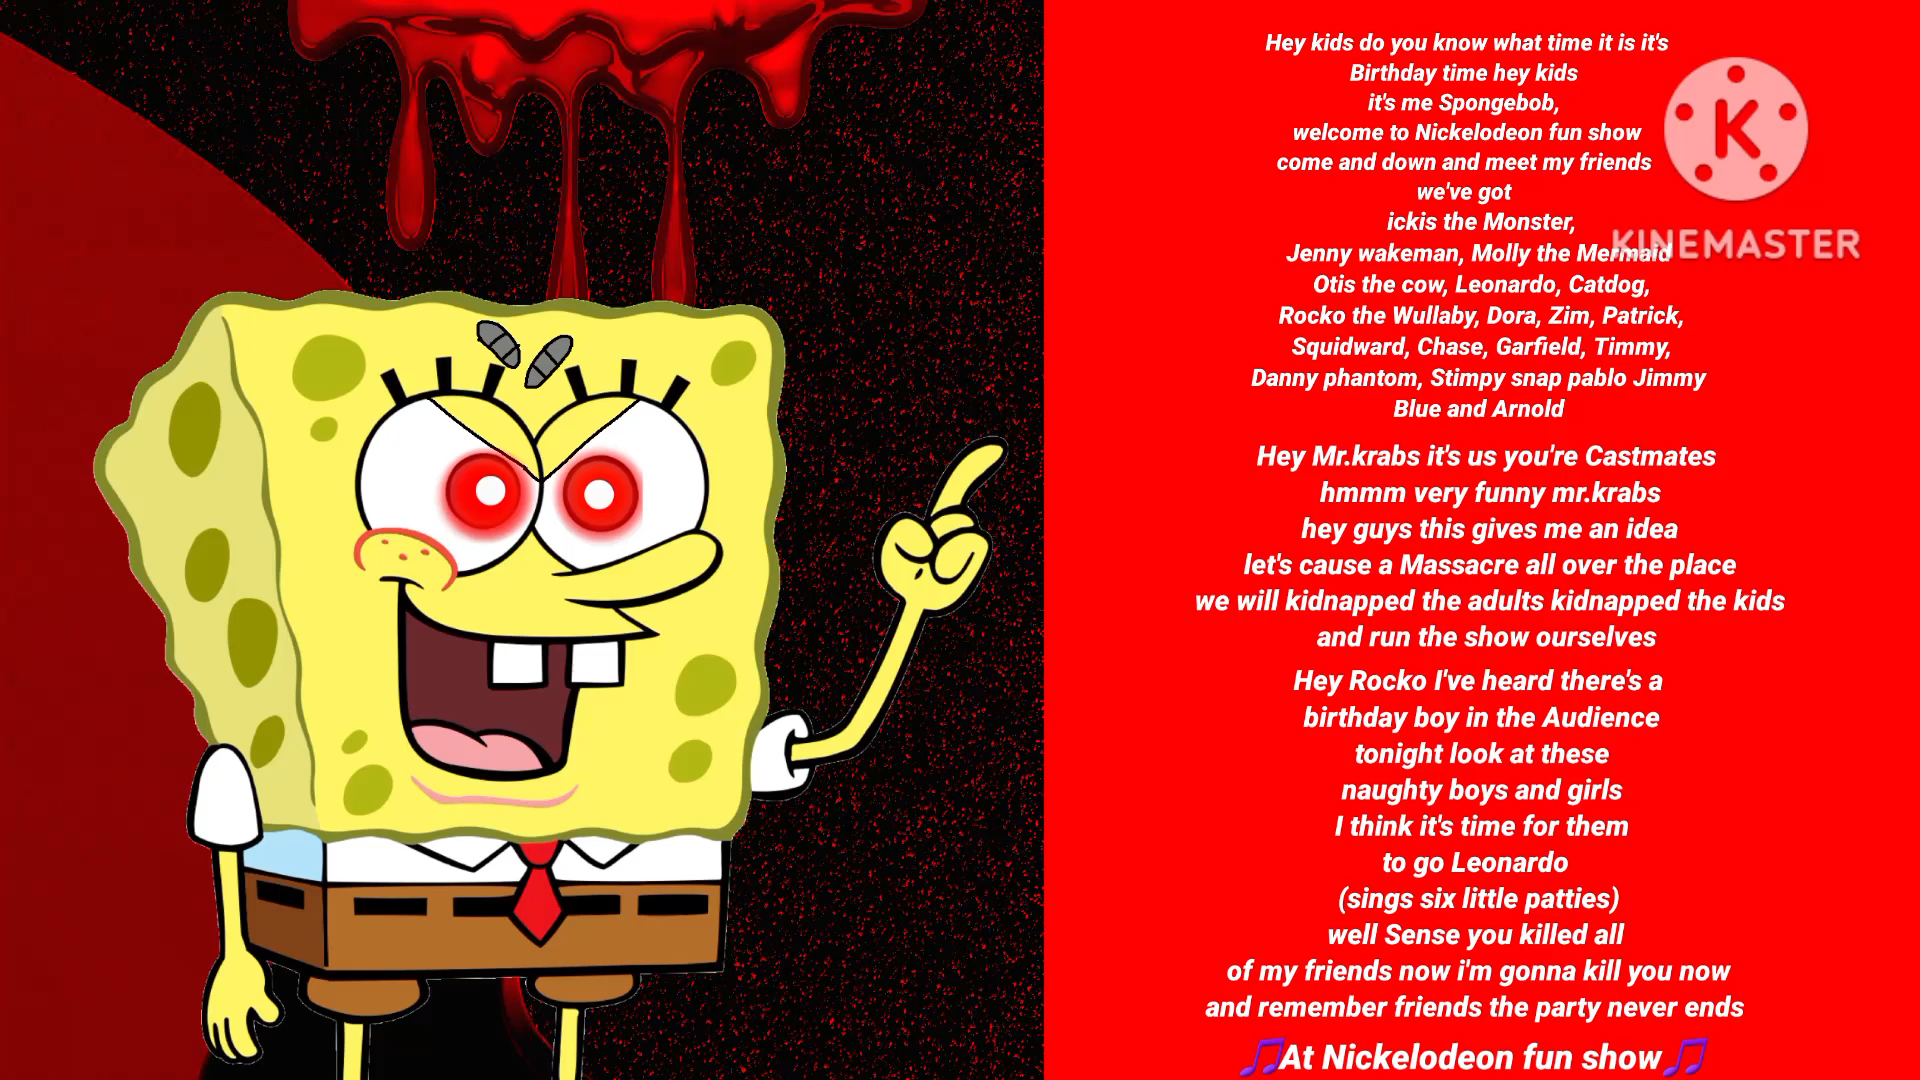 Hey kids do you know what time it is it's
Birthday time hey kids
it's me Spongebob,
welcome to Nickelodeon fun show
come and down and meet my friends
we've got
ickis the Monster,
Jenny wakeman, Molly the Mermaid
Otis the cow, Leonardo, Catdog,
Rocko the Wullaby, Dora, Zim, Patrick,
Squidward, Chase, Garfield, Timmy,
Danny phantom, Stimpy snap pablo Jimmy
Blue and Arnold
Hey Mr.krabs it's us you're Castmates
hmmm very funny mr.krabs
hey guys this gives me an idea
let's cause a Massacre all over the place
we will kidnapped the adults kidnapped the kids
and run the show ourselves
Hey Rocko I've heard there's a
birthday boy in the Audience
tonight look at these
naughty boys and girls
I think it's time for them
to go Leonardo
(sings six little patties)
well Sense you killed all
of my friends now i'm gonna kill you now
and remember friends the party never ends
🎵At Nickelodeon fun show🎵
K
KINEMASTER